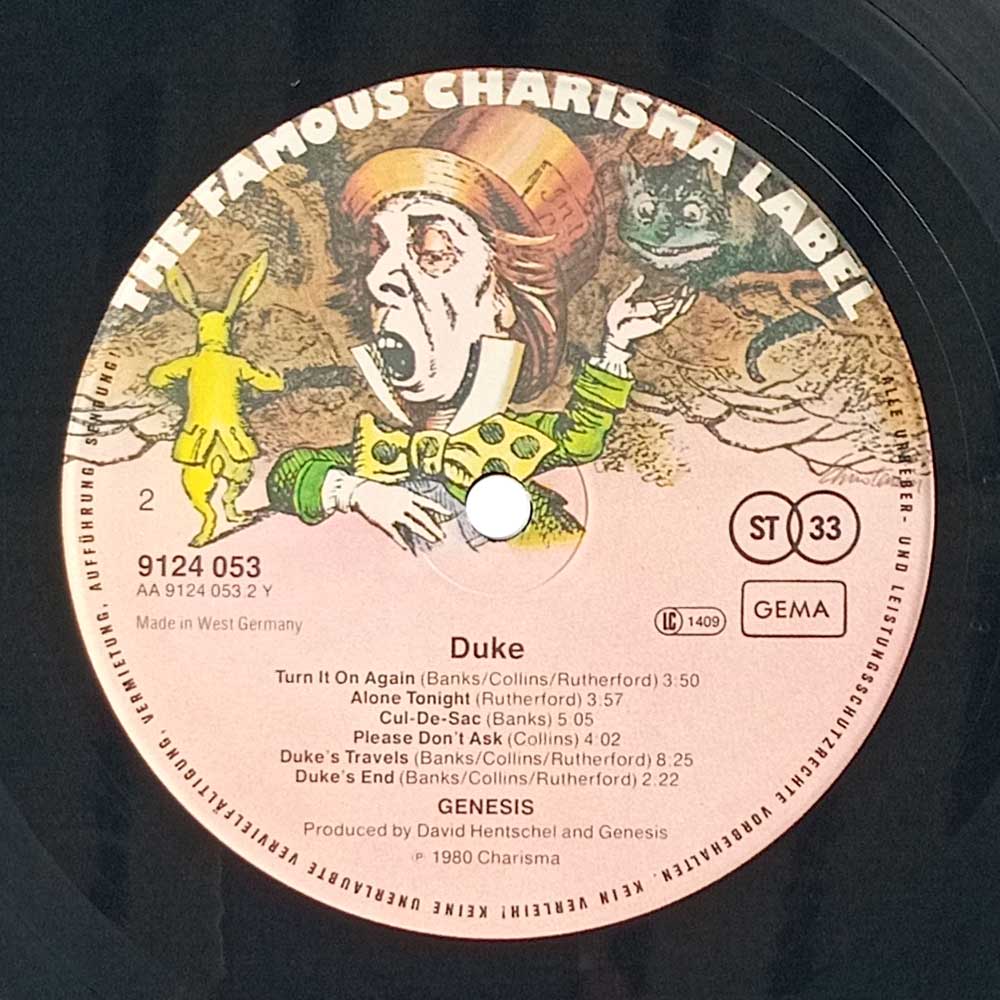 THE FAMOUS CHARISMA LABEL
2
9124 053
AA 9124 053 2 Y
Made in West Germany
ST 33
LC 1409
GEMA
Duke
Turn It On Again (Banks/Collins/Rutherford) 3:50
Alone Tonight (Rutherford) 3:57
Cul-De-Sac (Banks) 5:05
Please Don't Ask (Collins) 4:02
Duke's Travels (Banks/Collins/Rutherford) 8:25
Duke's End (Banks/Collins/Rutherford) 2:22
GENESIS
Produced by David Hentschel and Genesis
℗ 1980 Charisma
ALLE URHEBER- UND LEISTUNGSSCHUTZRECHTE VORBEHALTEN. KEIN VERLEIH! KEINE UNERLAUBTE VERVIELFÄLTIGUNG, VERMIETUNG, AUFFÜHRUNG, SENDUNG!